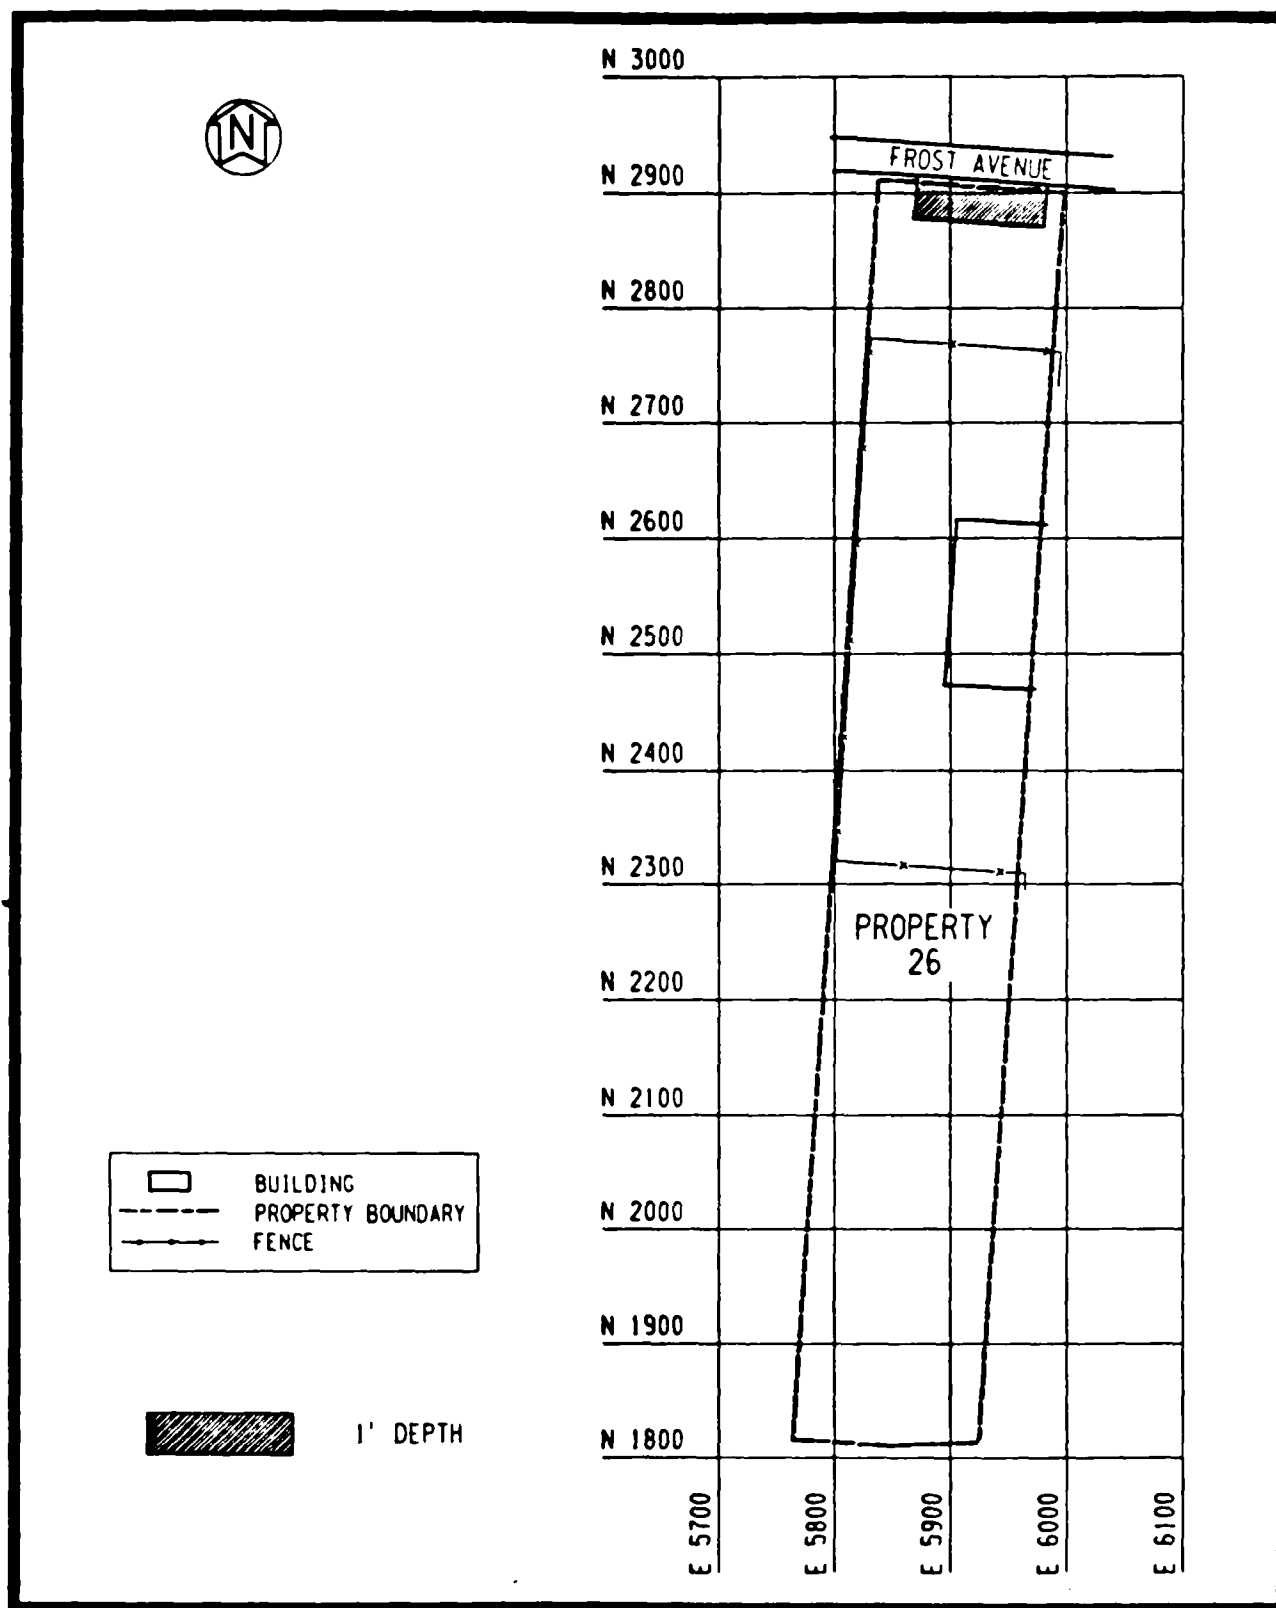 N 3000
N
FROST AVENUE
N 2900
N 2800
N 2700
N 2600
N 2500
N 2400
N 2300
PROPERTY
26
N 2200
N 2100
BUILDING
PROPERTY BOUNDARY
FENCE
N 2000
N 1900
1' DEPTH
N 1800
E 5700
E 5800
E 5900
E 6000
E 6100